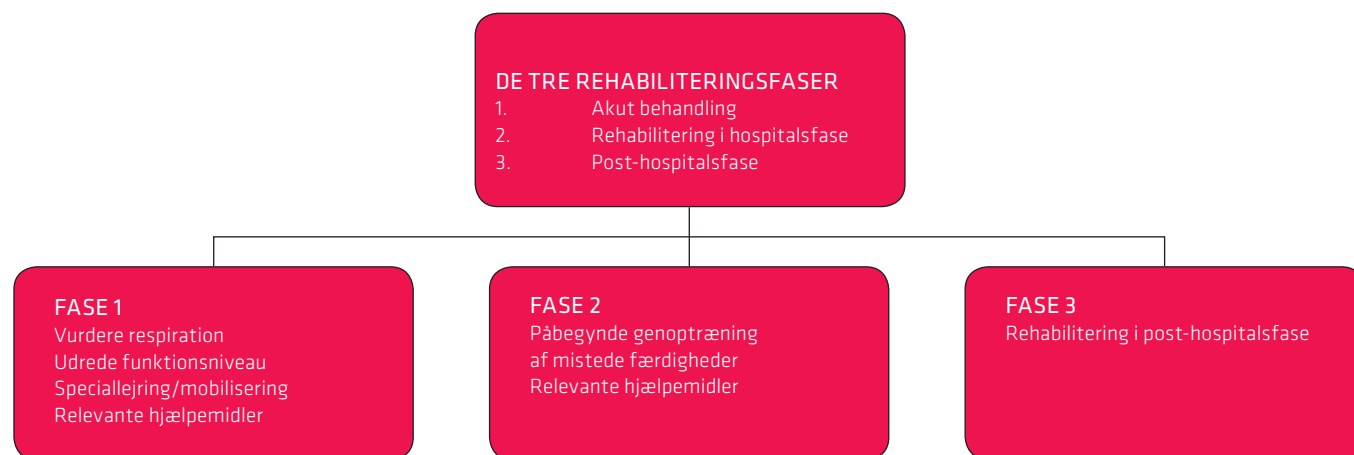 DE TRE REHABILITERINGSFASER
1. Akut behandling
2. Rehabilitering i hospitalsfase
3. Post-hospitalsfase
FASE 1
Vurdere respiration
Udrede funktionsniveau
Speciallejring/mobilisering
Relevante hjælpemidler
FASE 2
Påbegynde genoptræning
af mistede færdigheder
Relevante hjælpemidler
FASE 3
Rehabilitering i post-hospitalsfase